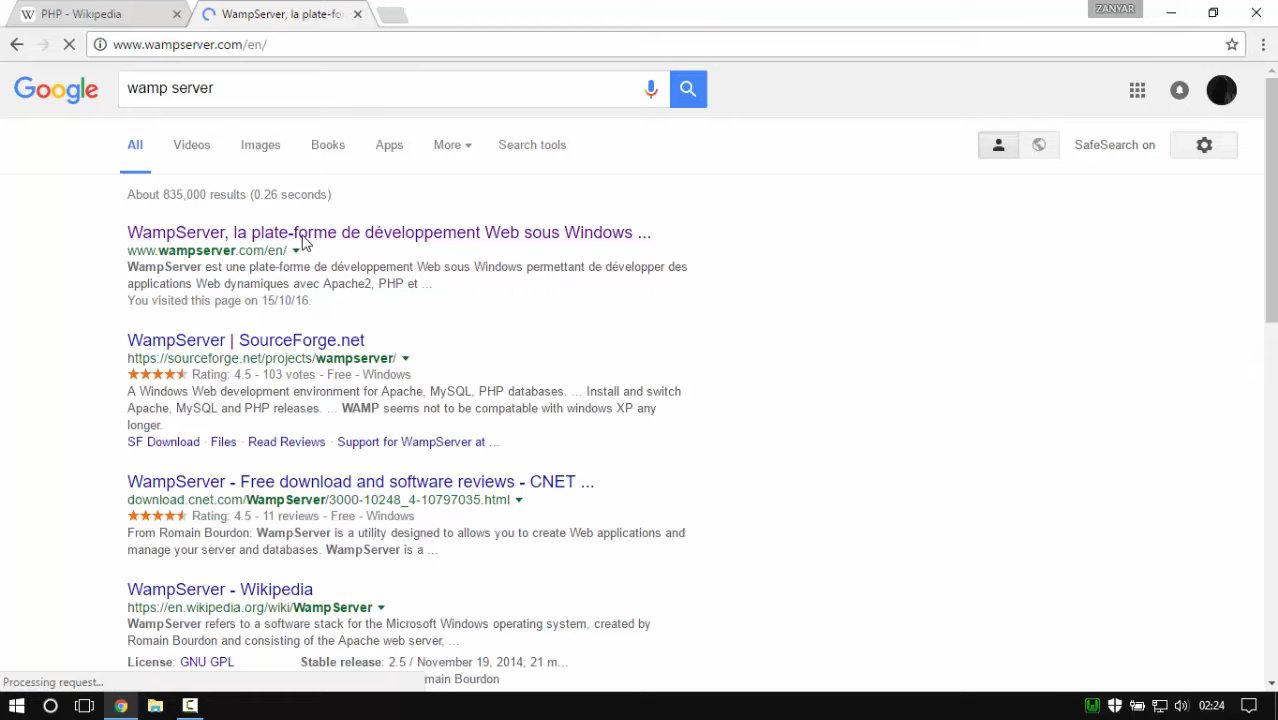 PHP - Wikipedia
WampServer, la plate-fo
ZANYAR
www.wampserver.com/en/
Google
wamp server
All
Videos
Images
Books
Apps
More
Search tools
SafeSearch on
About 835,000 results (0.26 seconds)
WampServer, la plate-forme de développement Web sous Windows ...
www.wampserver.com/en/
WampServer est une plate-forme de développement Web sous Windows permettant de développer des
applications Web dynamiques avec Apache2, PHP et ...
You visited this page on 15/10/16.
WampServer | SourceForge.net
https://sourceforge.net/projects/wampserver/
Rating: 4.5 - 103 votes - Free - Windows
A Windows Web development environment for Apache, MySQL, PHP databases. ... Install and switch
Apache, MySQL and PHP releases. ... WAMP seems not to be compatable with windows XP any
longer.
SF Download · Files · Read Reviews · Support for WampServer at ...
WampServer - Free download and software reviews - CNET ...
download.cnet.com/WampServer/3000-10248_4-10797035.html
Rating: 4.5 - 11 reviews - Free - Windows
From Romain Bourdon: WampServer is a utility designed to allows you to create Web applications and
manage your server and databases. WampServer is a ...
WampServer - Wikipedia
https://en.wikipedia.org/wiki/WampServer
WampServer refers to a software stack for the Microsoft Windows operating system, created by
Romain Bourdon and consisting of the Apache web server, ...
License: GNU GPL
Stable release: 2.5 / November 19, 2014; 21 m...
Processing request...
main Bourdon
02:24